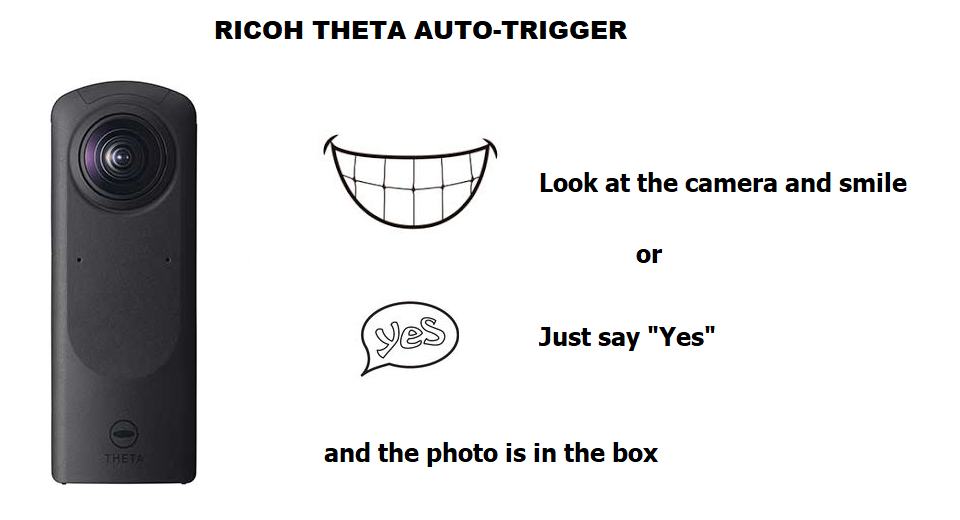 RICOH THETA AUTO-TRIGGER
Look at the camera and smile
or
yes
Just say "Yes"
THETA
and the photo is in the box